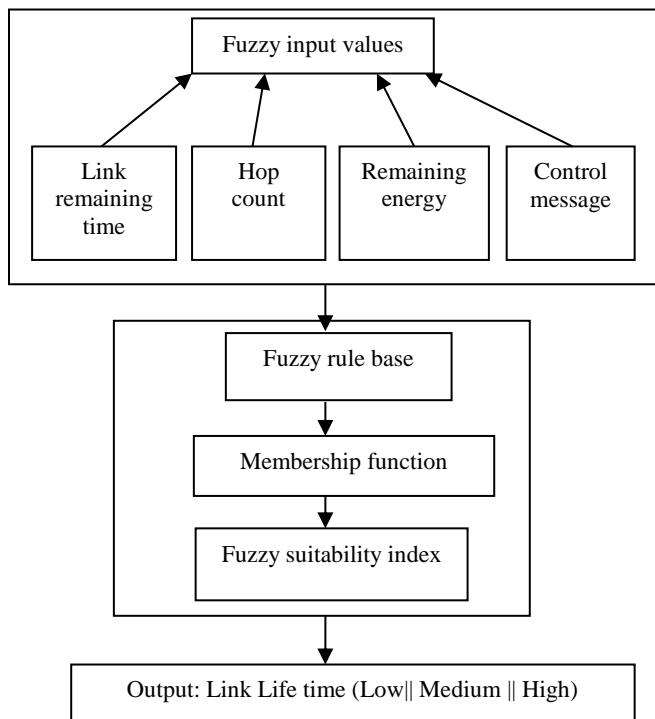 Fuzzy input values
Link
remaining
time
Hop
count
Remaining
energy
Control
message
Fuzzy rule base
Membership function
Fuzzy suitability index
Output: Link Life time (Low|| Medium || High)